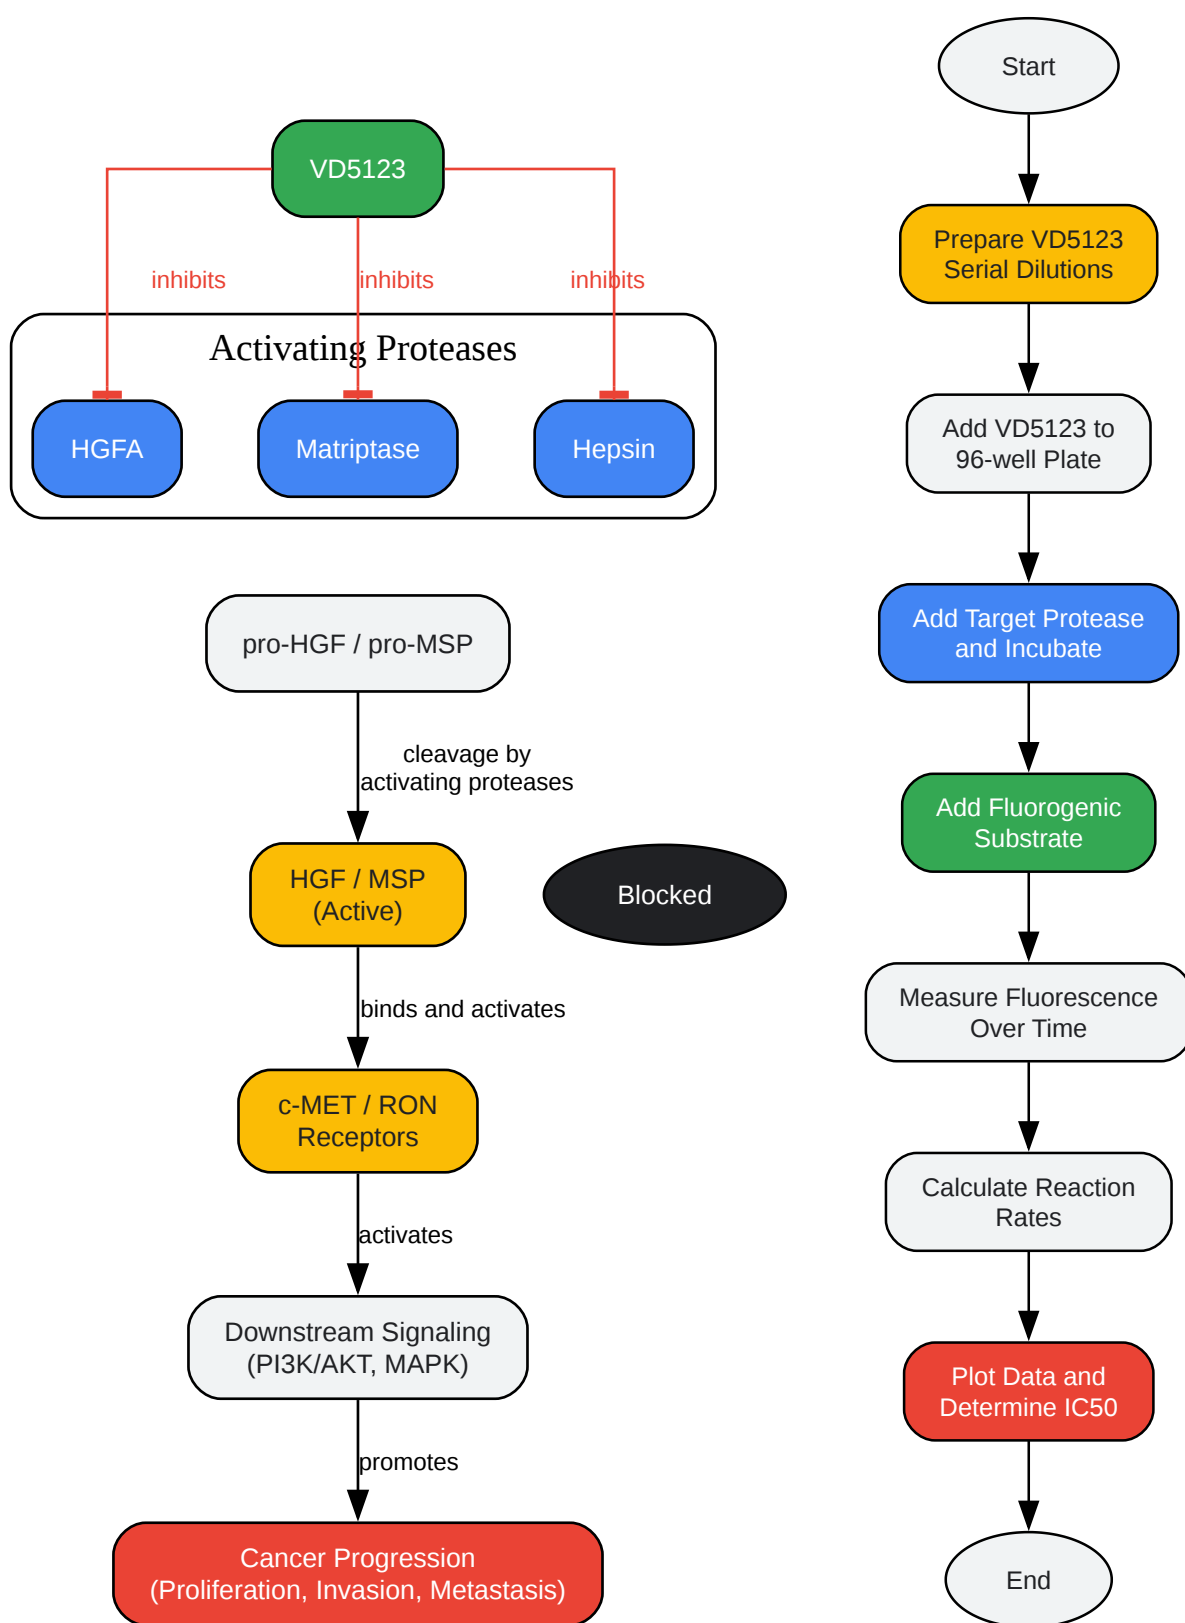 VD5123
inhibits
inhibits
inhibits
Activating Proteases
HGFA
Matriptase
Hepsin
pro-HGF / pro-MSP
cleavage by
activating proteases
HGF / MSP
(Active)
Blocked
binds and activates
c-MET / RON
Receptors
activates
Downstream Signaling
(PI3K/AKT, MAPK)
promotes
Cancer Progression
(Proliferation, Invasion, Metastasis)
Start
Prepare VD5123
Serial Dilutions
Add VD5123 to
96-well Plate
Add Target Protease
and Incubate
Add Fluorogenic
Substrate
Measure Fluorescence
Over Time
Calculate Reaction
Rates
Plot Data and
Determine IC50
End